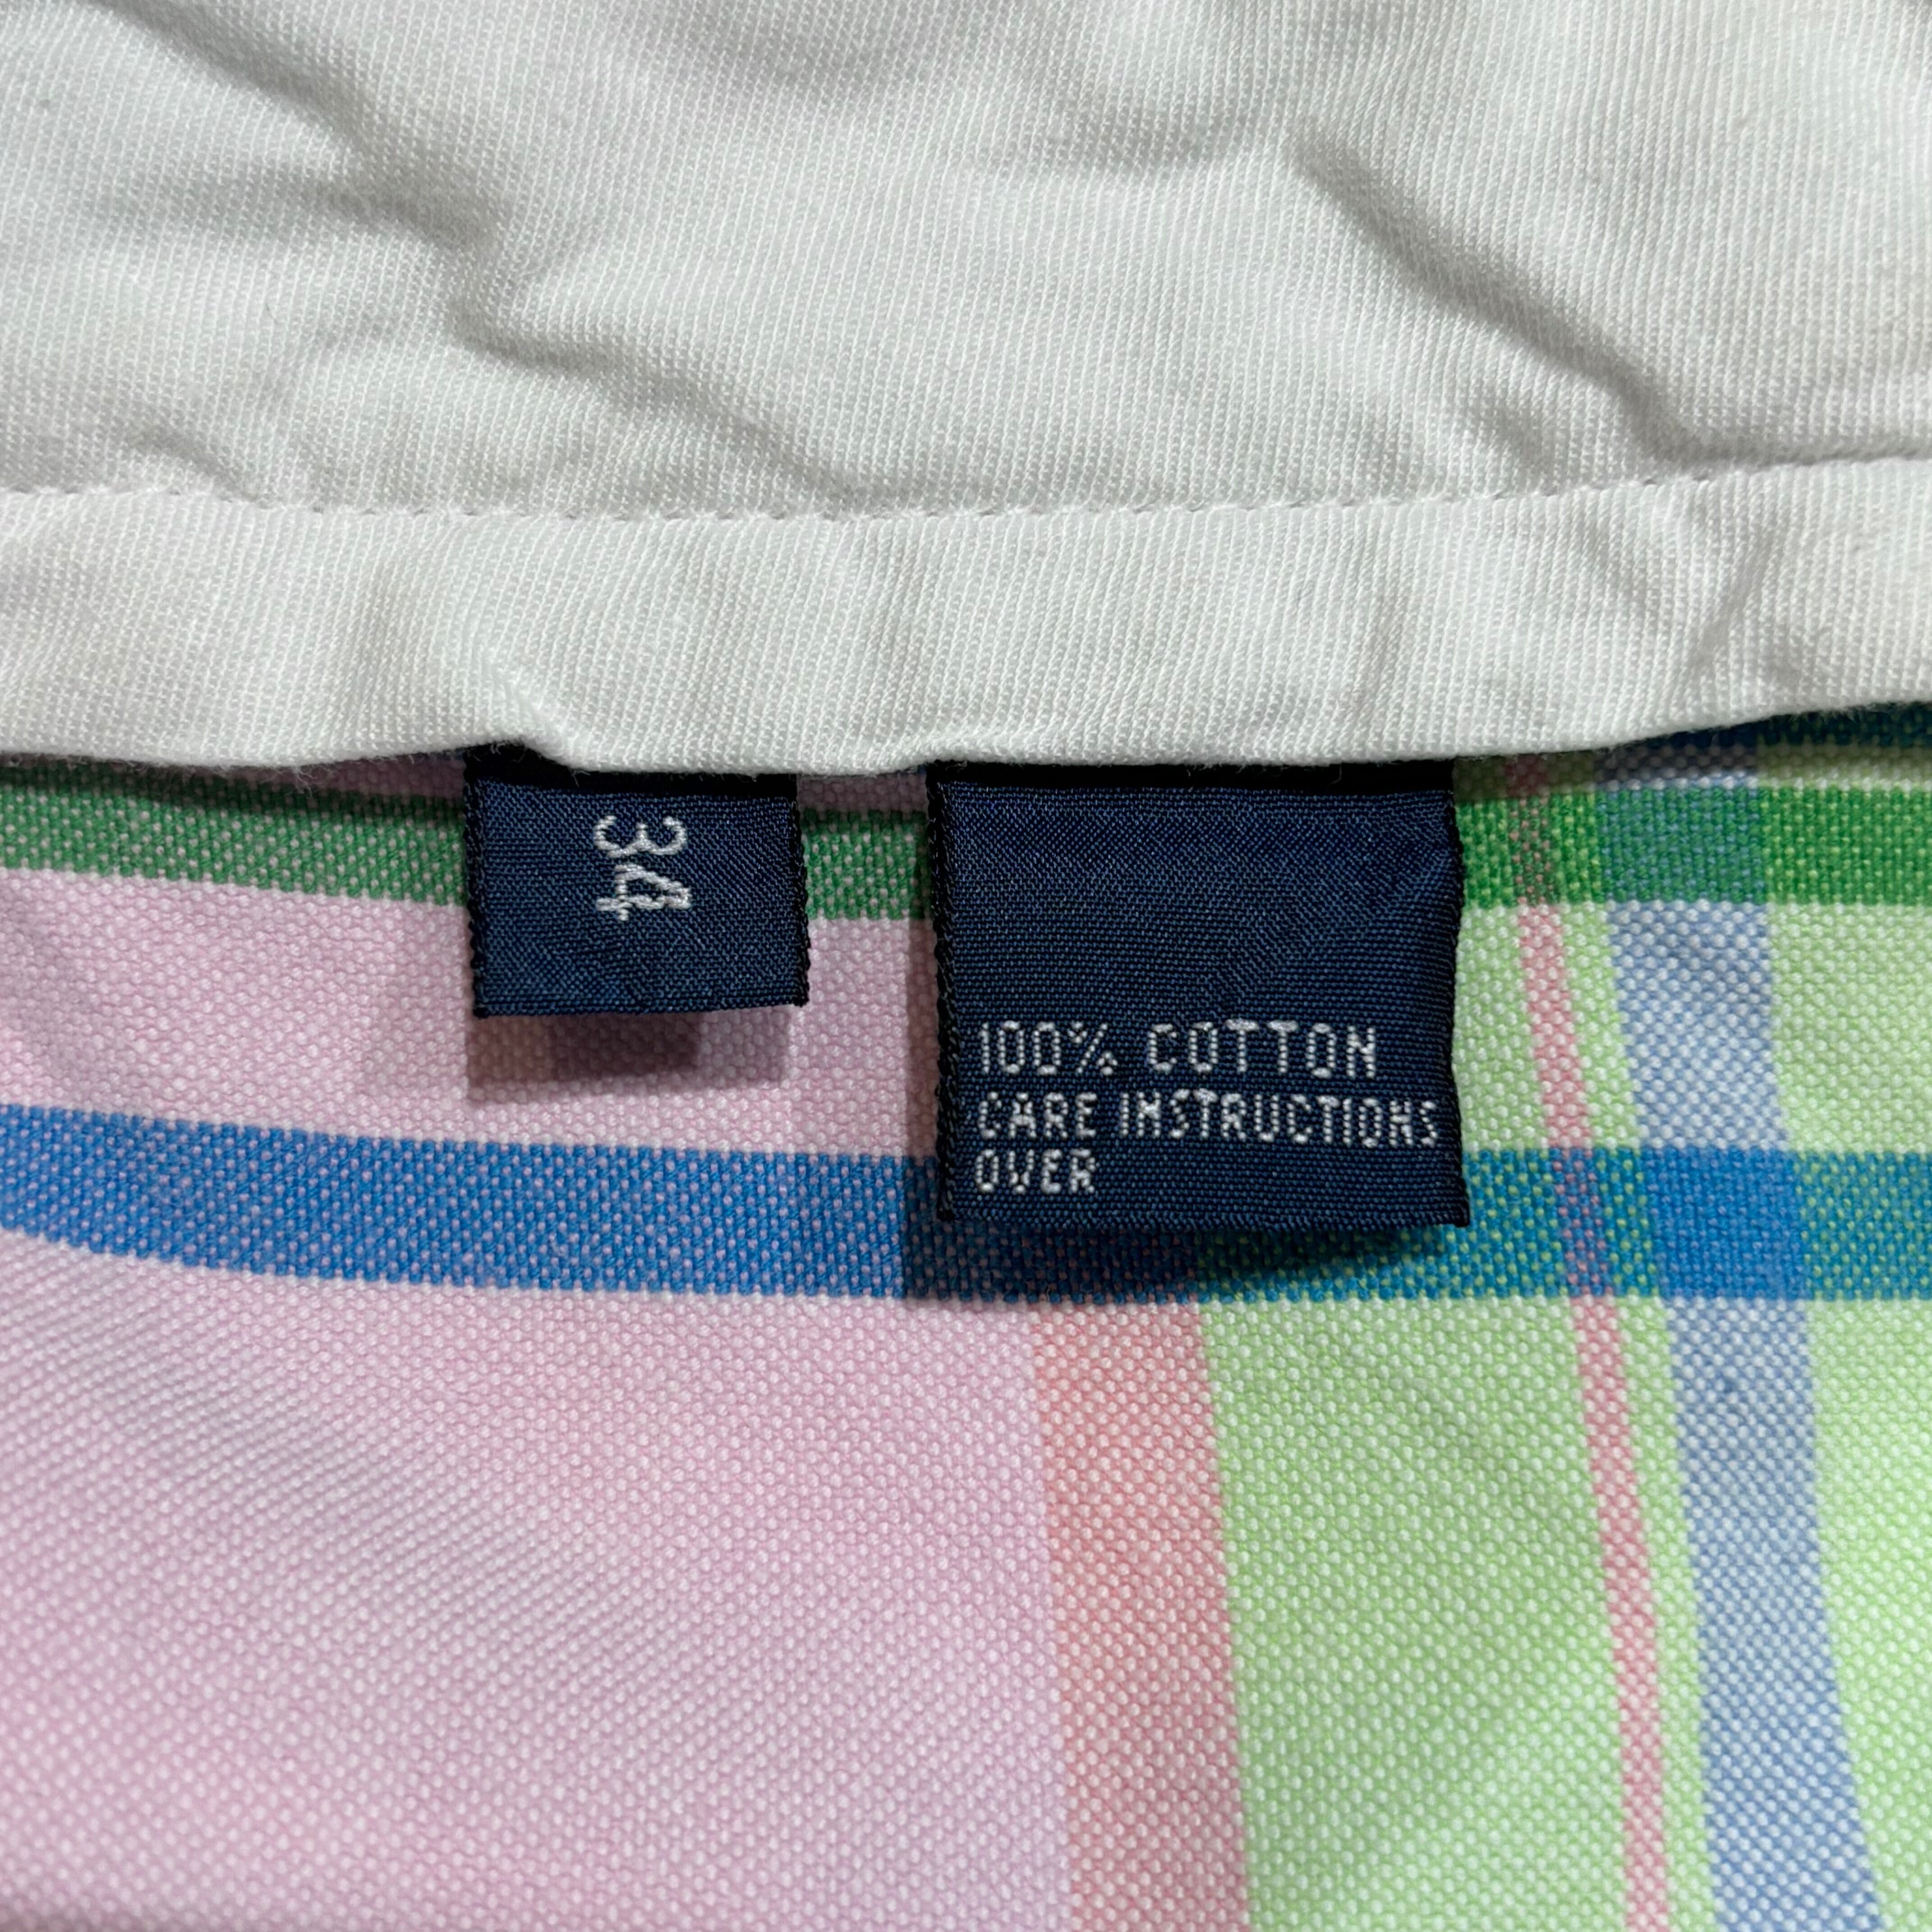 34
100% COTTON
CARE INSTRUCTIONS
OVER